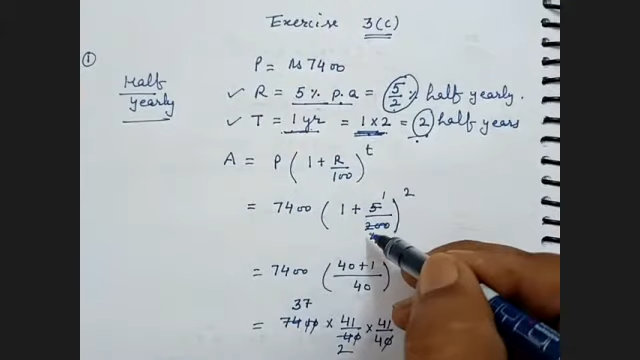 Exercise 3(c)
①
Half
Yearly
P = Rs 7400
✓ R = 5% p.a = 5/2 % half yearly.
✓ T = 1 yr = 1 x 2 = 2 half years
A = P ( 1 + R/100 )^t
= 7400 ( 1 + 5/200 )^2 1
= 7400 ( 40+1 / 40 )
37
= 7400 x 41/40 x 41/40
2